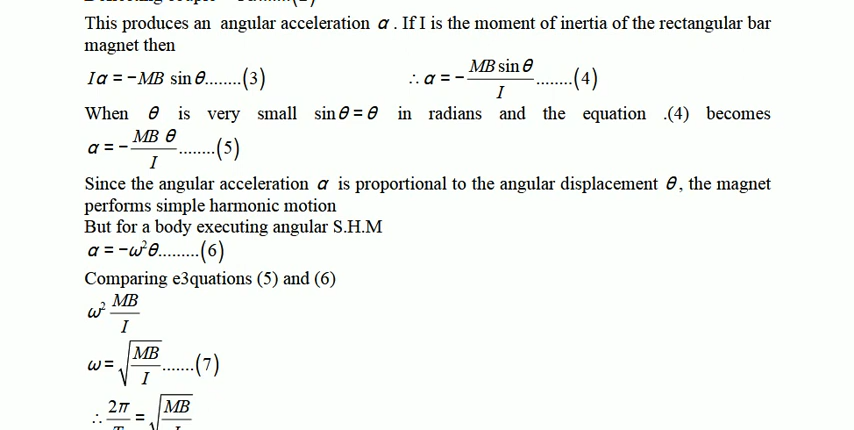 This produces an angular acceleration α . If I is the moment of inertia of the rectangular bar
magnet then
Iα = −MB sin θ........(3) ∴ α = − MB sin θ / I ........(4)
When θ is very small sin θ = θ in radians and the equation .(4) becomes
α = − MB θ / I ........(5)
Since the angular acceleration α is proportional to the angular displacement θ, the magnet
performs simple harmonic motion
But for a body executing angular S.H.M
α = −ω²θ.........(6)
Comparing e3quations (5) and (6)
ω² MB / I
ω = √(MB / I) .......(7)
∴ 2π / T = √(MB / I)